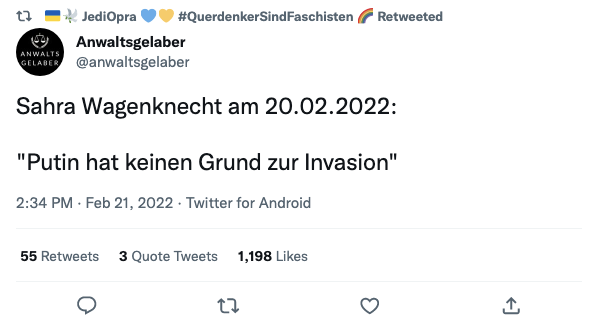 🇺🇦🕊️ JediOpra 💙💛 #QuerdenkerSindFaschisten 🌈 Retweeted
ANWALTS
GELABER
Anwaltsgelaber
@anwaltsgelaber
Sahra Wagenknecht am 20.02.2022:
"Putin hat keinen Grund zur Invasion"
2:34 PM · Feb 21, 2022 · Twitter for Android
55 Retweets 3 Quote Tweets 1,198 Likes